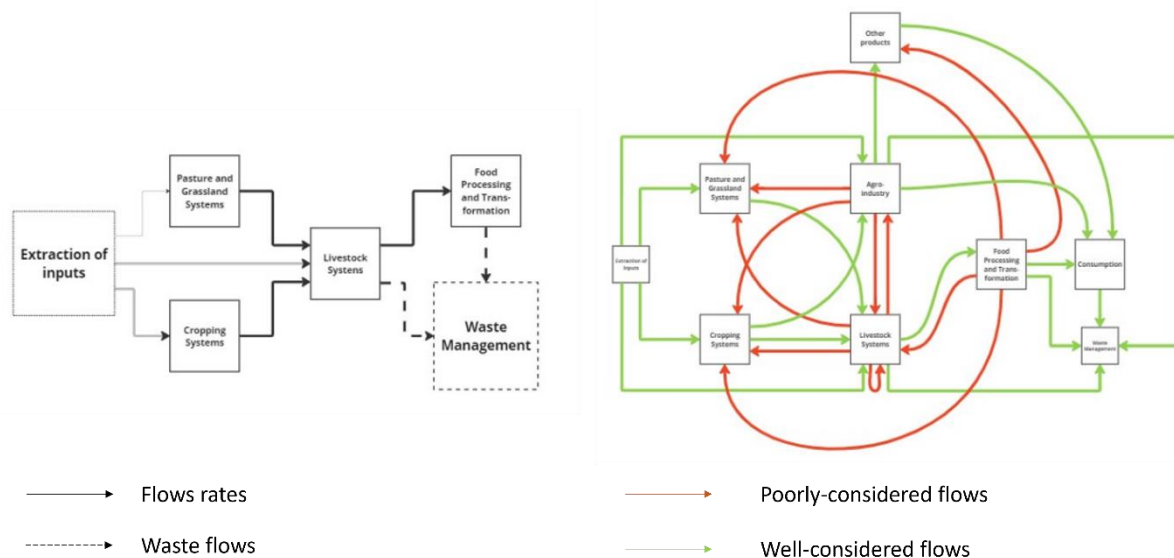 Extraction of
inputs
Pasture and
Grassland
Systems
Cropping
Systems
Livestock
Systens
Food
Processing
and Trans-
formation
Waste
Management
Flows rates
Waste flows
Other
products
Pasture and
Grassland
Systems
Agro-
industry
Extraction of
Inputs
Food
Processing
and Trans-
formation
Consumption
Cropping
Systems
Livestock
Systems
Waste
Management
Poorly-considered flows
Well-considered flows